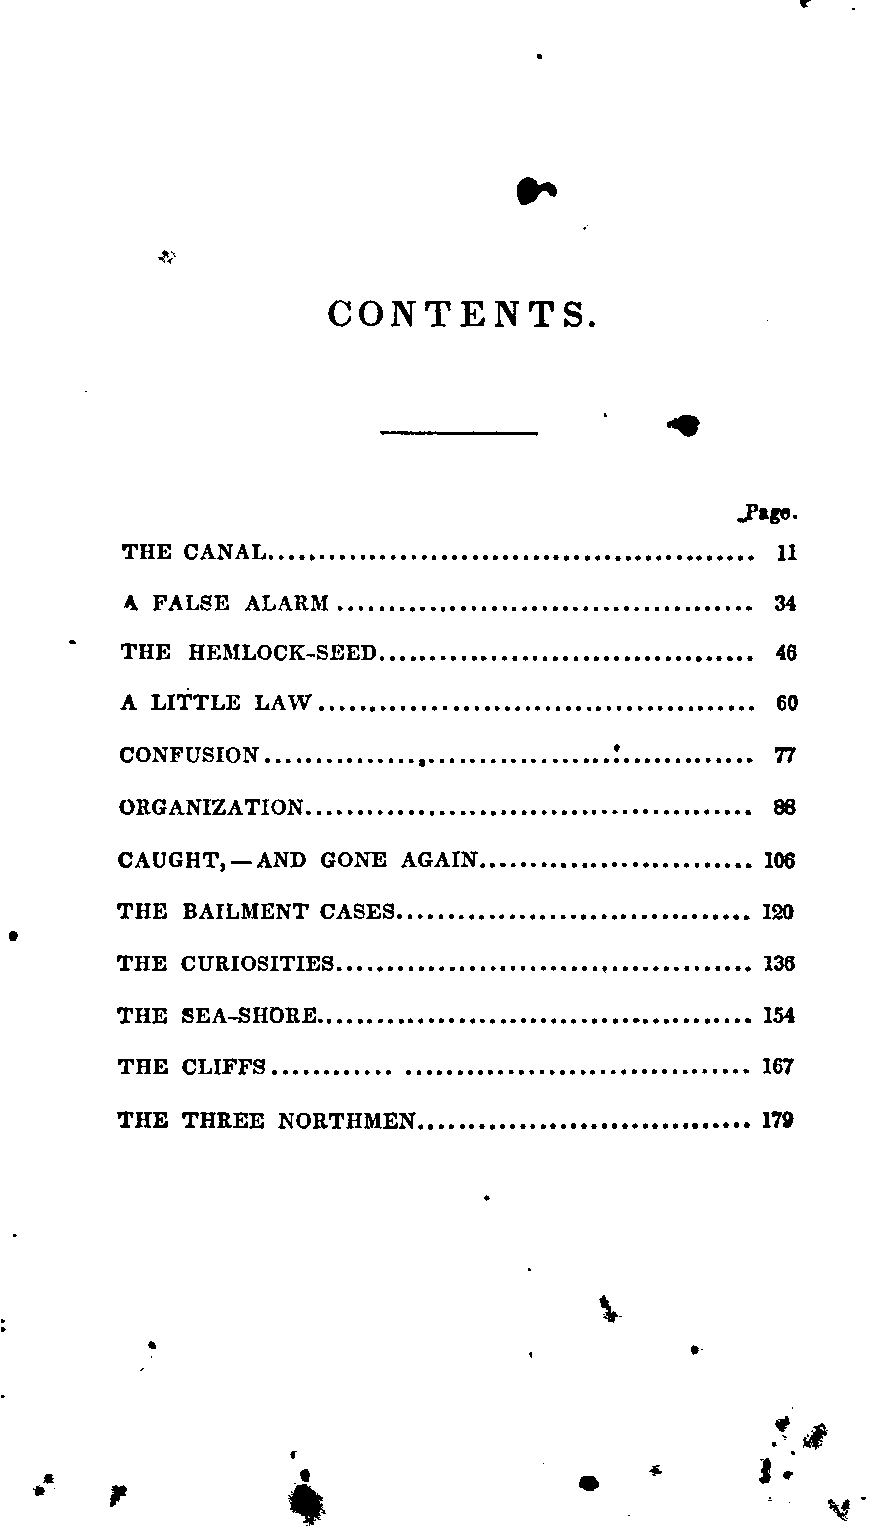 CONTENTS.
Page.
THE CANAL 11
A FALSE ALARM 34
THE HEMLOCK-SEED 46
A LITTLE LAW 60
CONFUSION 77
ORGANIZATION 88
CAUGHT,—AND GONE AGAIN 106
THE BAILMENT CASES 120
THE CURIOSITIES 136
THE SEA-SHORE 154
THE CLIFFS 167
THE THREE NORTHMEN 179